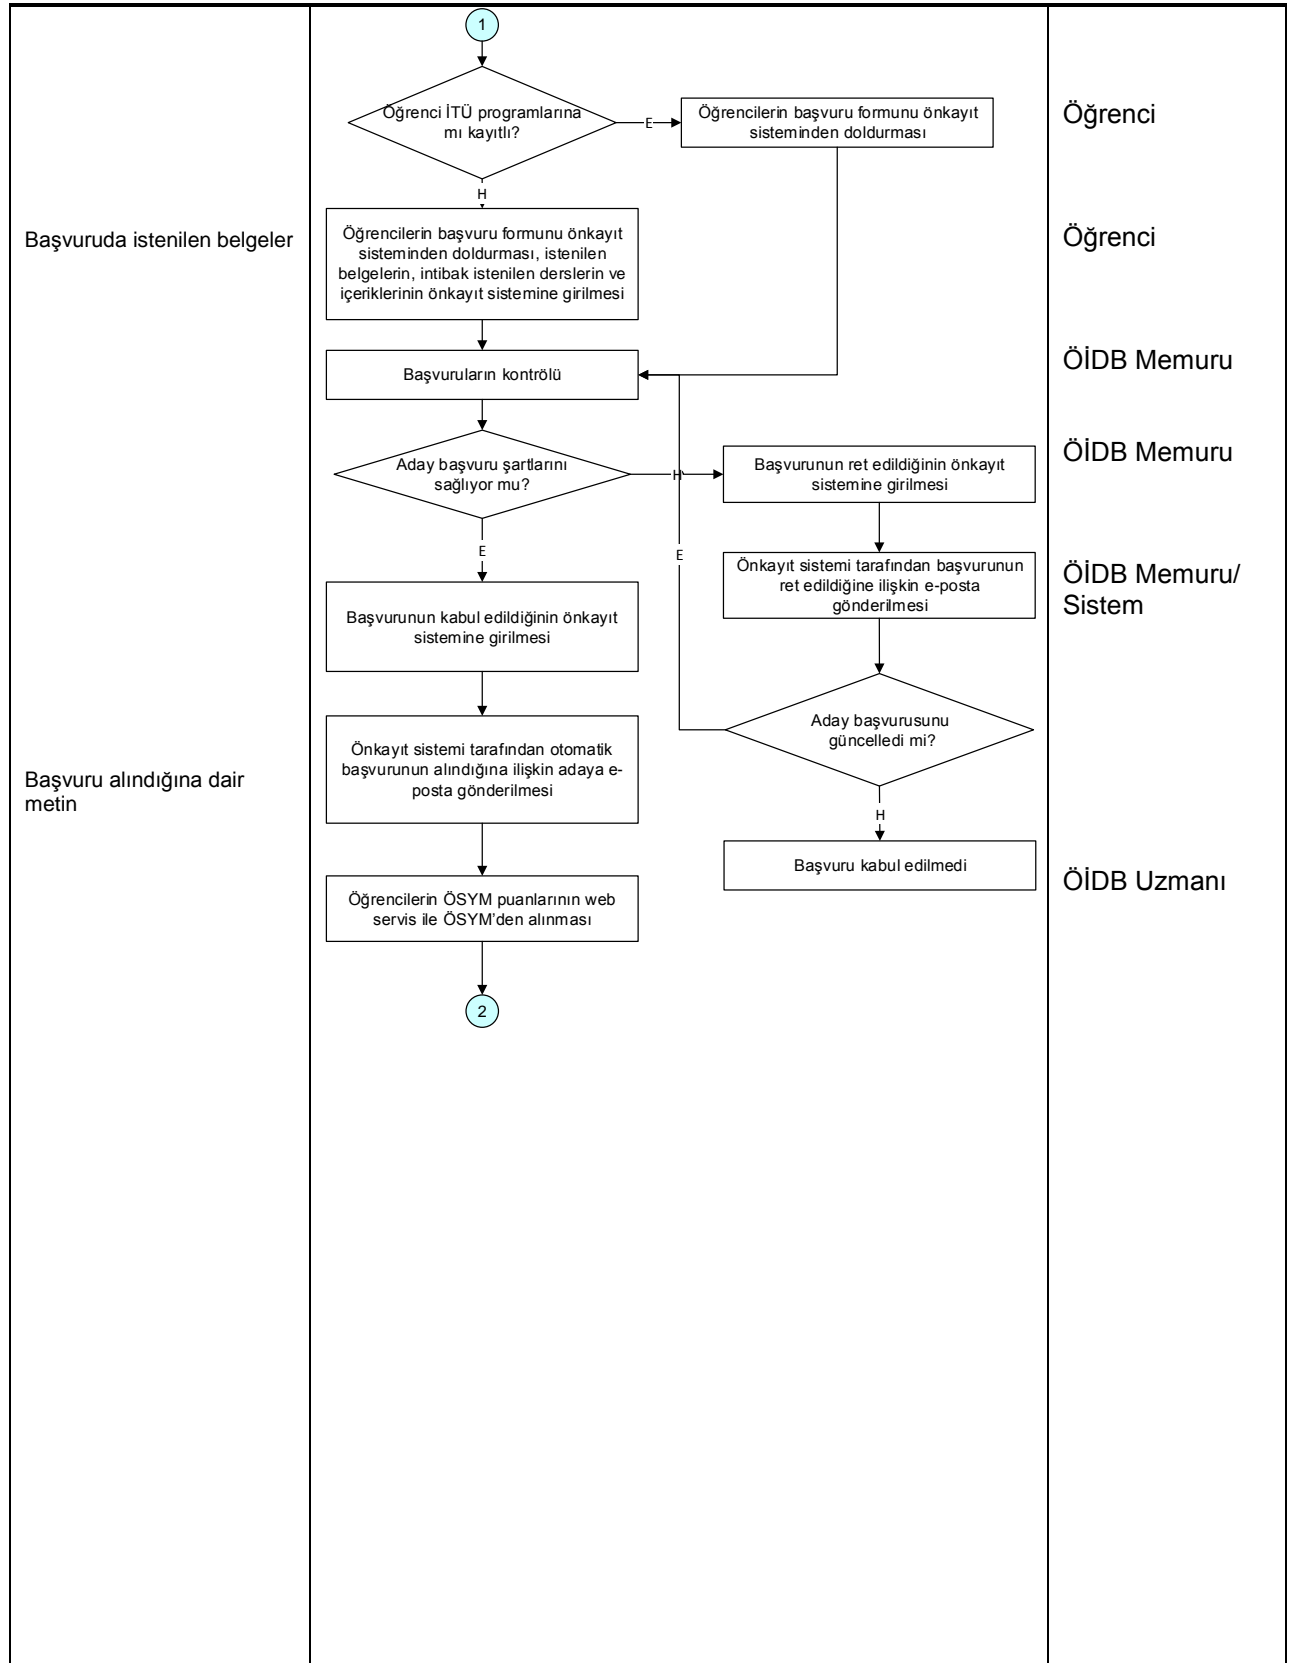 1
Öğrenci İTÜ programlarına
mı kayıtlı?
E
Öğrencilerin başvuru formunu önkayıt
sisteminden doldurması
Öğrenci
H
Başvuruda istenilen belgeler
Öğrencilerin başvuru formunu önkayıt
sisteminden doldurması, istenilen
belgelerin, intibak istenilen derslerin ve
içeriklerinin önkayıt sistemine girilmesi
Öğrenci
Başvuruların kontrölü
ÖİDB Memuru
Aday başvuru şartlarını
sağlıyor mu?
H
Başvurunun ret edildiğinin önkayıt
sistemine girilmesi
ÖİDB Memuru
E
E
Önkayıt sistemi tarafından başvurunun
ret edildiğine ilişkin e-posta
gönderilmesi
ÖİDB Memuru/
Sistem
Başvurunun kabul edildiğinin önkayıt
sistemine girilmesi
Aday başvurusunu
güncelledi mi?
Başvuru alındığına dair
metin
Önkayıt sistemi tarafından otomatik
başvurunun alındığına ilişkin adaya e-
posta gönderilmesi
H
Başvuru kabul edilmedi
ÖİDB Uzmanı
Öğrencilerin ÖSYM puanlarının web
servis ile ÖSYM’den alınması
2